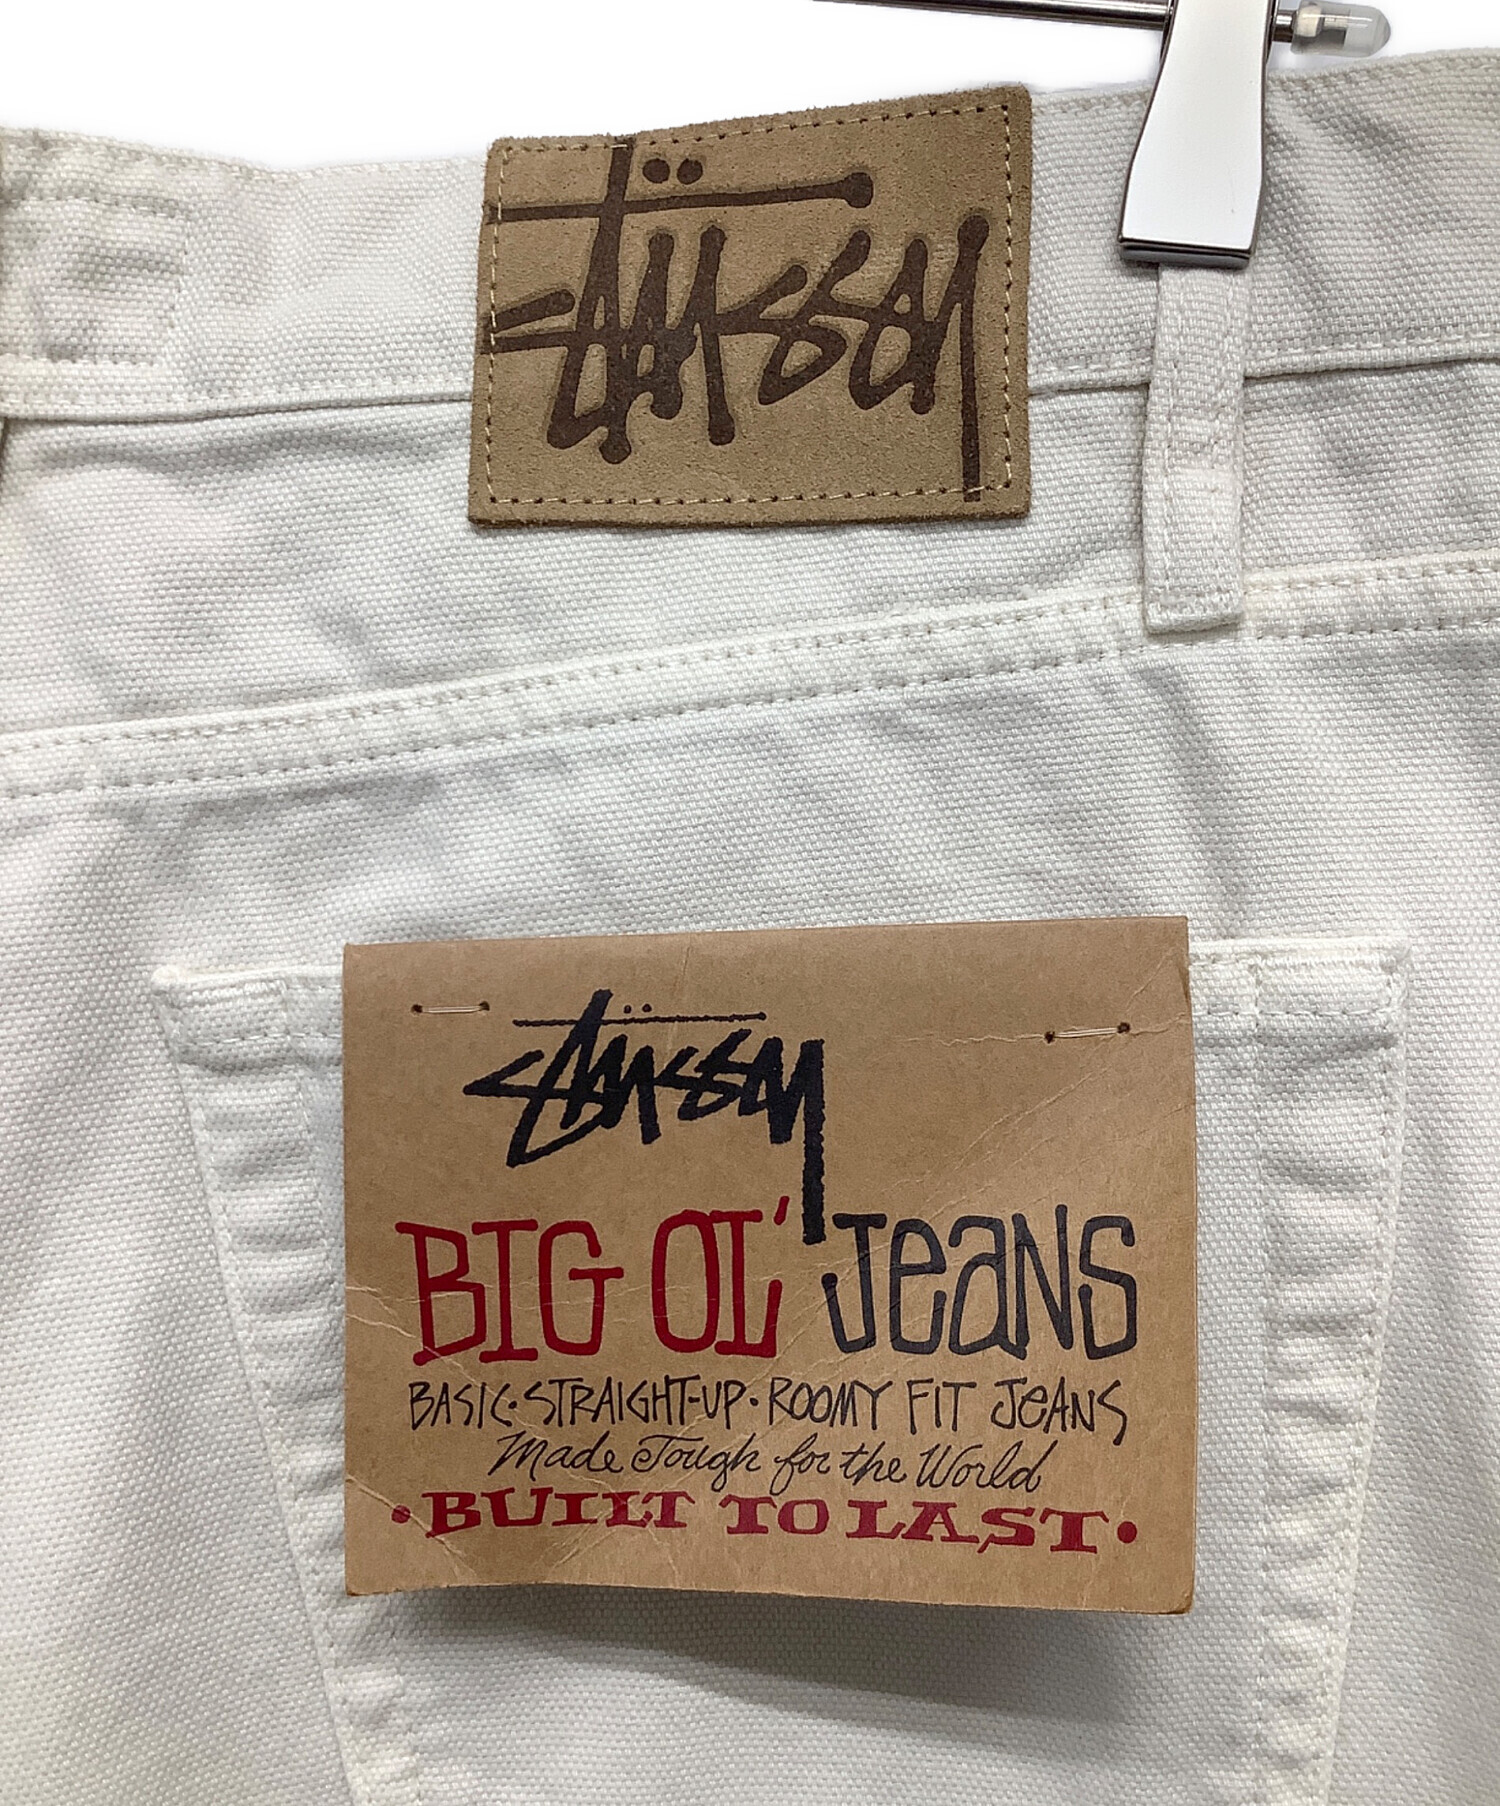 Stüssy
Stüssy
BIG OL' JeaNS
BASIC·STRAIGHT-UP·ROOMY FIT JeANS
Made Tough for the World
·BUILT TO LAST·